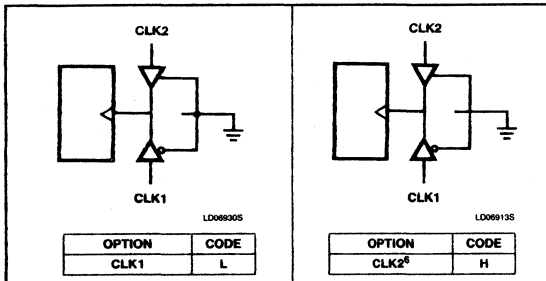 CLK2
CLK1
LD06930S
OPTION CODE
CLK1 L
CLK2
CLK1
LD06913S
OPTION CODE
CLK2⁶ H